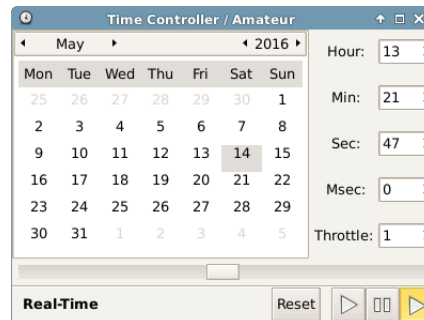 Time Controller / Amateur
May 2016
Mon Tue Wed Thu Fri Sat Sun
25 26 27 28 29 30 1
2 3 4 5 6 7 8
9 10 11 12 13 14 15
16 17 18 19 20 21 22
23 24 25 26 27 28 29
30 31 1 2 3 4 5
Hour: 13
Min: 21
Sec: 47
Msec: 0
Throttle: 1
Real-Time
Reset